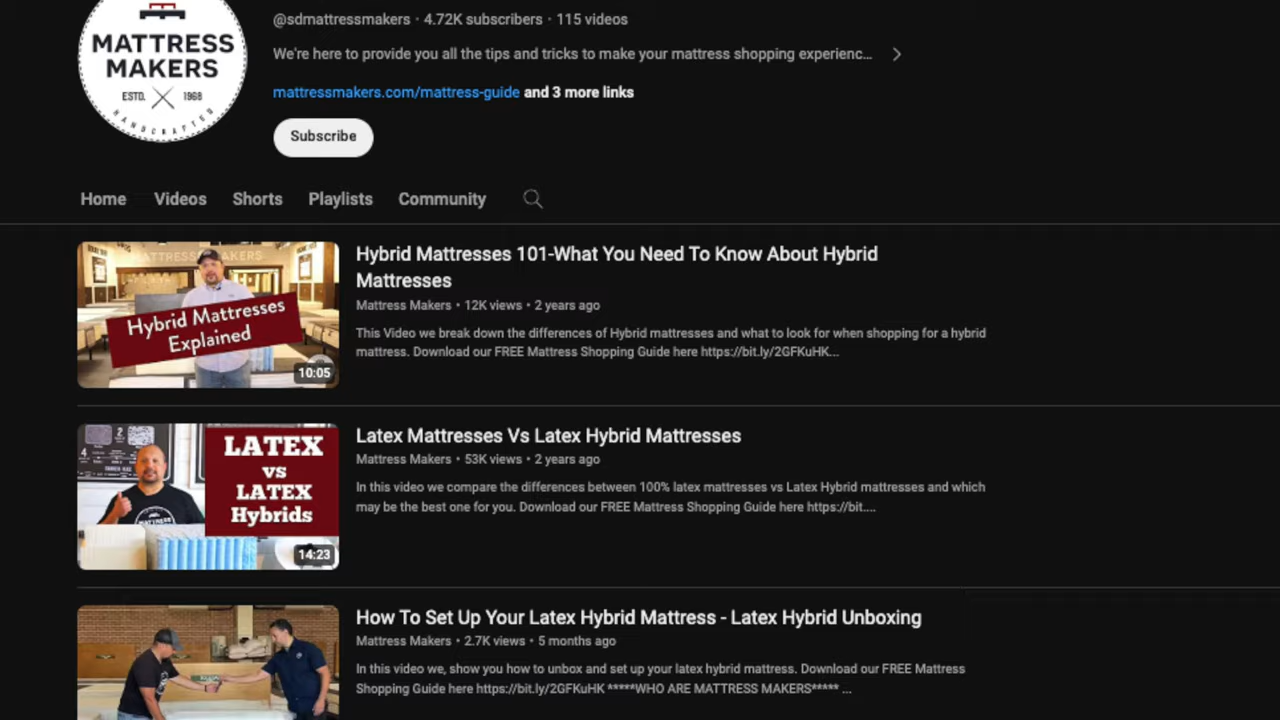 @sdmattressmakers · 4.72K subscribers · 115 videos
MATTRESS
MAKERS
ESTD. 1968
HANDCRAFTED
We're here to provide you all the tips and tricks to make your mattress shopping experienc...
mattressmakers.com/mattress-guide and 3 more links
Subscribe
Home Videos Shorts Playlists Community
Hybrid Mattresses
Explained
10:05
Hybrid Mattresses 101-What You Need To Know About Hybrid
Mattresses
Mattress Makers • 12K views • 2 years ago
This Video we break down the differences of Hybrid mattresses and what to look for when shopping for a hybrid
mattress. Download our FREE Mattress Shopping Guide here https://bit.ly/2GFKuHK...
LATEX
vs
LATEX
Hybrids
14:23
Latex Mattresses Vs Latex Hybrid Mattresses
Mattress Makers • 53K views • 2 years ago
In this video we compare the differences between 100% latex mattresses vs Latex Hybrid mattresses and which
may be the best one for you. Download our FREE Mattress Shopping Guide here https://bit....
How To Set Up Your Latex Hybrid Mattress - Latex Hybrid Unboxing
Mattress Makers • 2.7K views • 5 months ago
In this video we, show you how to unbox and set up your latex hybrid mattress. Download our FREE Mattress
Shopping Guide here https://bit.ly/2GFKuHK *****WHO ARE MATTRESS MAKERS***** ...